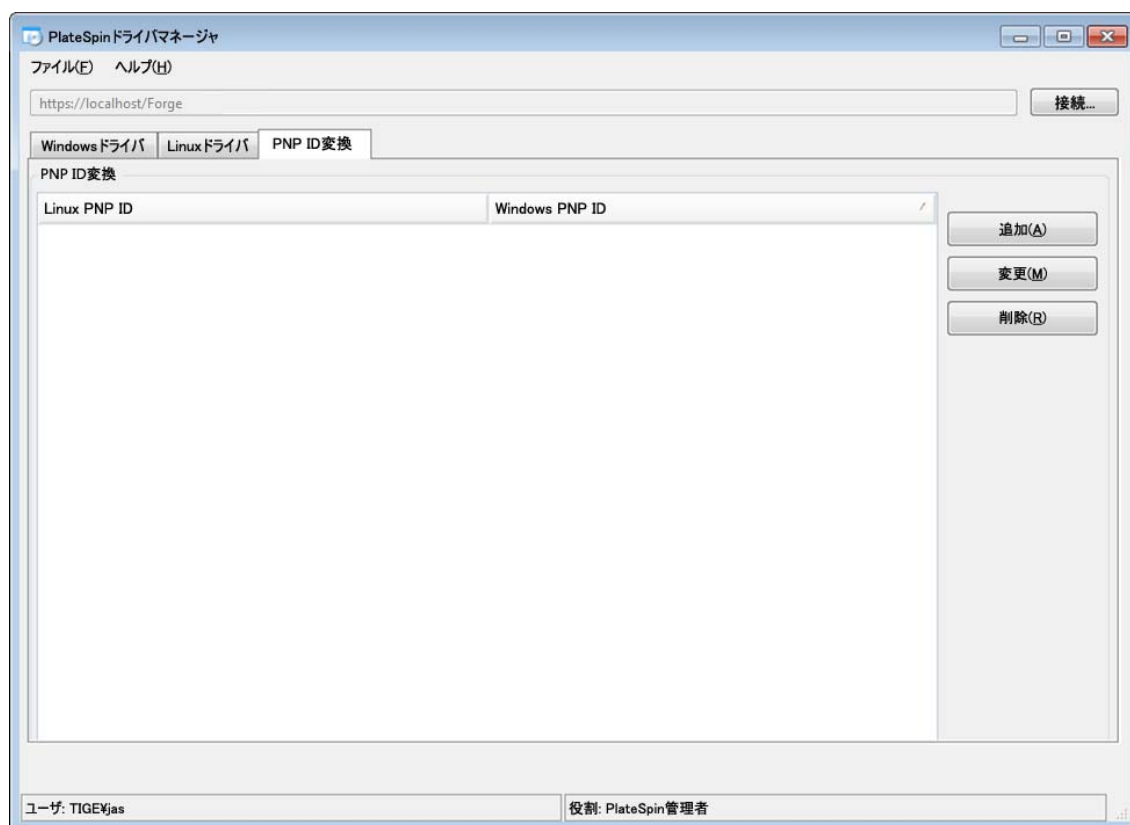 PlateSpinドライバマネージャ
ファイル(F) ヘルプ(H)
https://localhost/Forge 接続...
Windowsドライバ Linuxドライバ PNP ID変換
PNP ID変換
Linux PNP ID Windows PNP ID
追加(A)
変更(M)
削除(R)
ユーザ: TIGE¥jas 役割: PlateSpin管理者